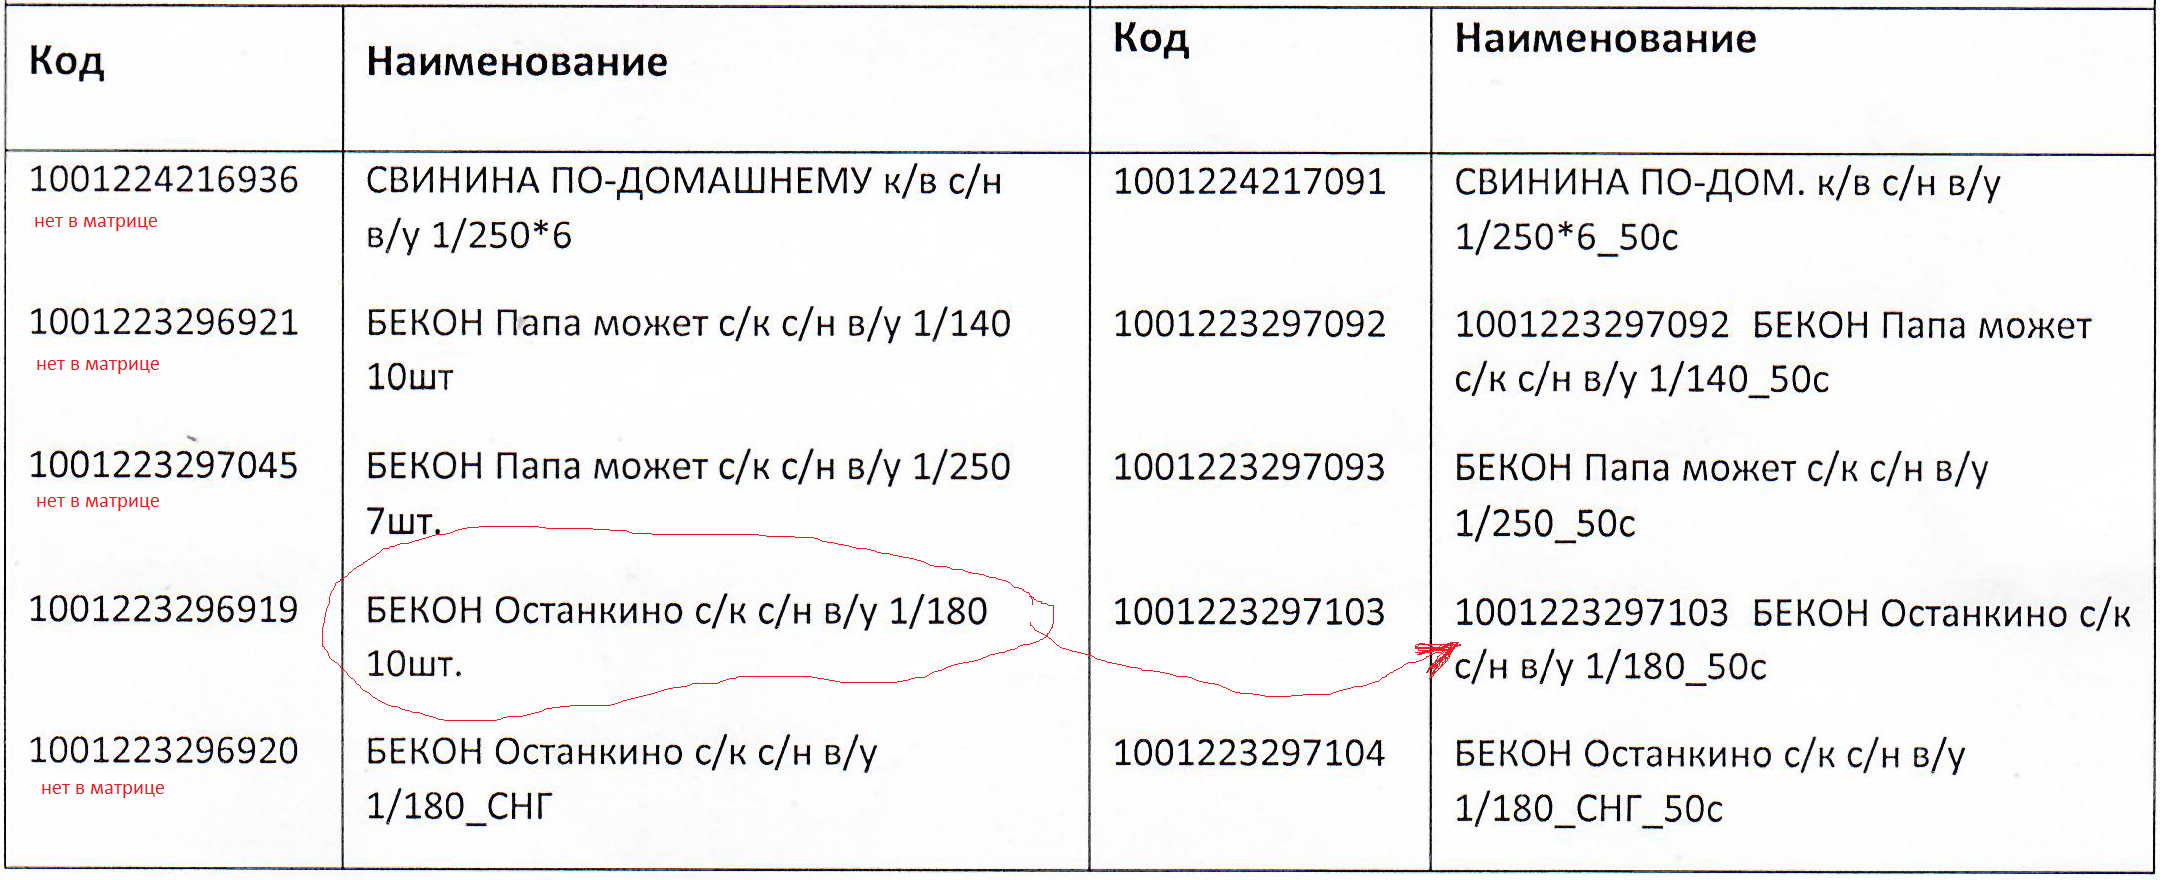 Код
Наименование
Код
Наименование
1001224216936
нет в матрице
СВИНИНА ПО-ДОМАШНЕМУ к/в с/н
в/у 1/250*6
1001224217091
СВИНИНА ПО-ДОМ. к/в с/н в/у
1/250*6_50с
1001223296921
нет в матрице
БЕКОН Папа может с/к с/н в/у 1/140
10шт
1001223297092
1001223297092 БЕКОН Папа может
с/к с/н в/у 1/140_50с
1001223297045
нет в матрице
БЕКОН Папа может с/к с/н в/у 1/250
7шт.
1001223297093
БЕКОН Папа может с/к с/н в/у
1/250_50с
1001223296919
БЕКОН Останкино с/к с/н в/у 1/180
10шт.
1001223297103
1001223297103 БЕКОН Останкино с/к
с/н в/у 1/180_50с
1001223296920
нет в матрице
БЕКОН Останкино с/к с/н в/у
1/180_СНГ
1001223297104
БЕКОН Останкино с/к с/н в/у
1/180_СНГ_50с